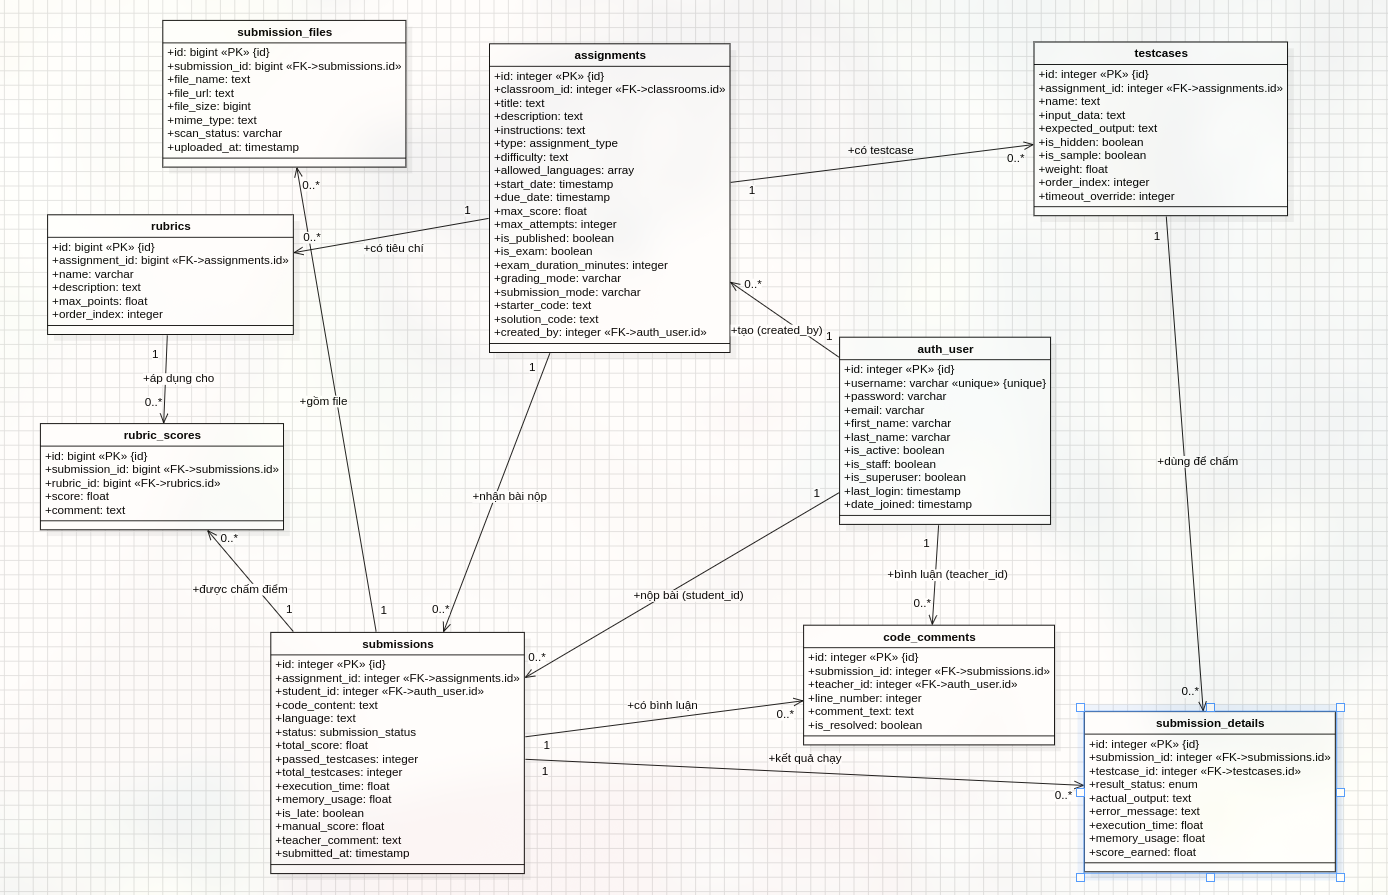 submission_files
+id: bigint «PK» {id}
+submission_id: bigint «FK->submissions.id»
+file_name: text
+file_url: text
+file_size: bigint
+mime_type: text
+scan_status: varchar
+uploaded_at: timestamp
assignments
+id: integer «PK» {id}
+classroom_id: integer «FK->classrooms.id»
+title: text
+description: text
+instructions: text
+type: assignment_type
+difficulty: text
+allowed_languages: array
+start_date: timestamp
+due_date: timestamp
+max_score: float
+max_attempts: integer
+is_published: boolean
+is_exam: boolean
+exam_duration_minutes: integer
+grading_mode: varchar
+submission_mode: varchar
+starter_code: text
+solution_code: text
+created_by: integer «FK->auth_user.id»
testcases
+id: integer «PK» {id}
+assignment_id: integer «FK->assignments.id»
+name: text
+input_data: text
+expected_output: text
+is_hidden: boolean
+is_sample: boolean
+weight: float
+order_index: integer
+timeout_override: integer
+có testcase
1
0..*
0..*
1
0..*
+có tiêu chí
rubrics
+id: bigint «PK» {id}
+assignment_id: bigint «FK->assignments.id»
+name: varchar
+description: text
+max_points: float
+order_index: integer
1
+áp dụng cho
0..*
+gồm file
1
0..*
+tạo (created_by)
1
1
+nhận bài nộp
0..*
auth_user
+id: integer «PK» {id}
+username: varchar «unique» {unique}
+password: varchar
+email: varchar
+first_name: varchar
+last_name: varchar
+is_active: boolean
+is_staff: boolean
+is_superuser: boolean
+last_login: timestamp
+date_joined: timestamp
1
+dùng để chấm
0..*
rubric_scores
+id: bigint «PK» {id}
+submission_id: bigint «FK->submissions.id»
+rubric_id: bigint «FK->rubrics.id»
+score: float
+comment: text
0..*
+được chấm điểm
1
1
+nộp bài (student_id)
0..*
1
+bình luận (teacher_id)
0..*
submissions
+id: integer «PK» {id}
+assignment_id: integer «FK->assignments.id»
+student_id: integer «FK->auth_user.id»
+code_content: text
+language: text
+status: submission_status
+total_score: float
+passed_testcases: integer
+total_testcases: integer
+execution_time: float
+memory_usage: float
+is_late: boolean
+manual_score: float
+teacher_comment: text
+submitted_at: timestamp
+có bình luận
1
0..*
code_comments
+id: integer «PK» {id}
+submission_id: integer «FK->submissions.id»
+teacher_id: integer «FK->auth_user.id»
+line_number: integer
+comment_text: text
+is_resolved: boolean
+kết quả chạy
1
0..*
submission_details
+id: integer «PK» {id}
+submission_id: integer «FK->submissions.id»
+testcase_id: integer «FK->testcases.id»
+result_status: enum
+actual_output: text
+error_message: text
+execution_time: float
+memory_usage: float
+score_earned: float